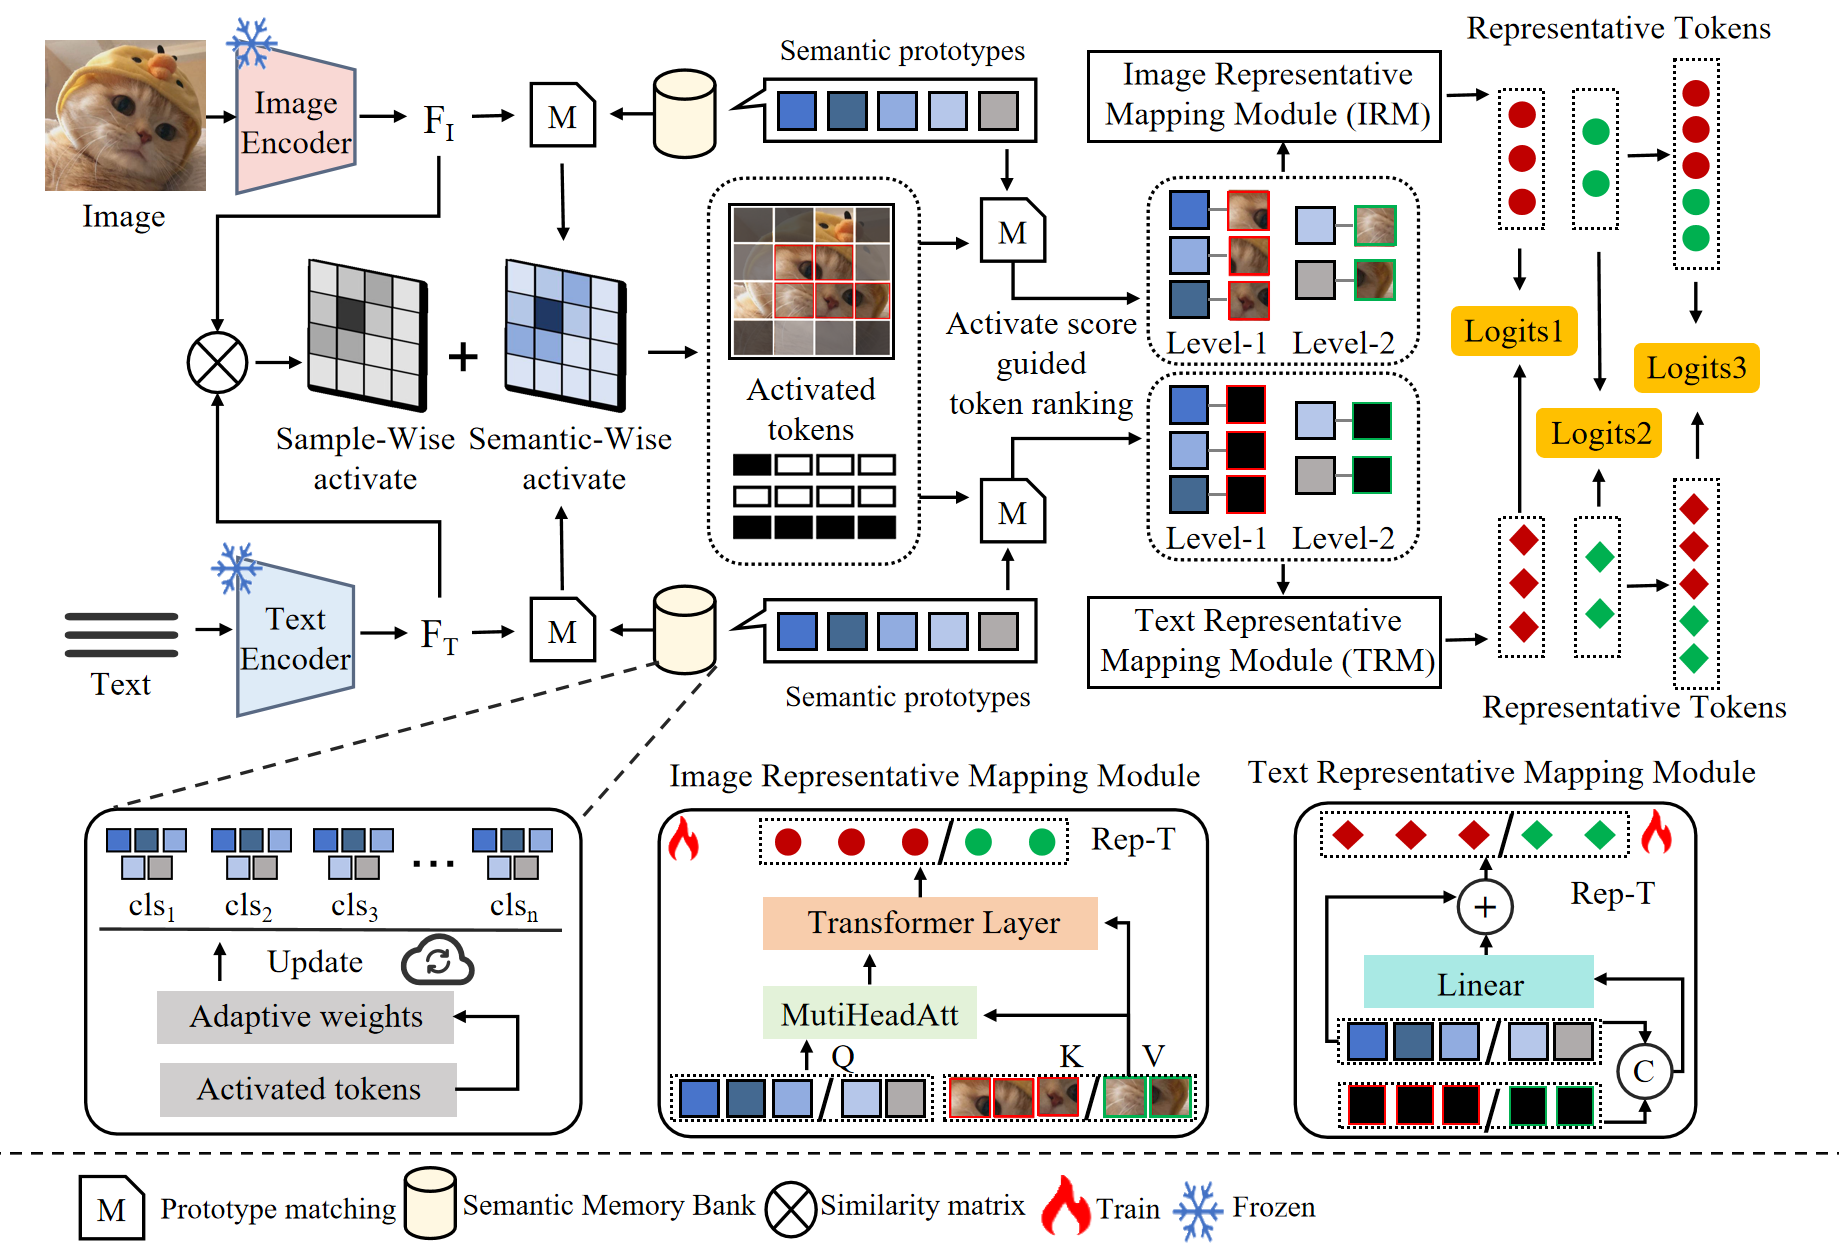 Semantic prototypes
Representative Tokens
Image
Encoder
F_I
M
Image Representative
Mapping Module (IRM)
Image
M
Activate score
guided
token ranking
Level-1
Level-2
Logits1
Logits3
Logits2
Sample-Wise
activate
+
Semantic-Wise
activate
Activated
tokens
M
Level-1
Level-2
Text
Encoder
F_T
M
Text
Semantic prototypes
Text Representative
Mapping Module (TRM)
Representative Tokens
cls_1
cls_2
cls_3
...
cls_n
Update
Adaptive weights
Activated tokens
Image Representative Mapping Module
Rep-T
Transformer Layer
MutiHeadAtt
Q
K
V
Text Representative Mapping Module
Rep-T
+
Linear
C
M
Prototype matching
Semantic Memory Bank
Similarity matrix
Train
Frozen